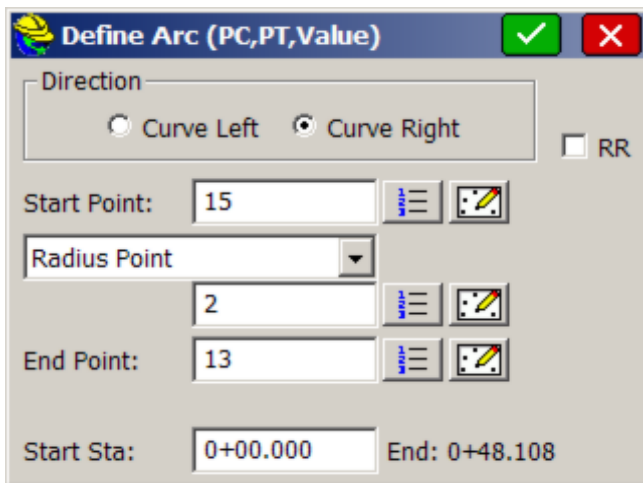 Define Arc (PC,PT,Value)
Direction
Curve Left Curve Right
RR
Start Point: 15
Radius Point
2
End Point: 13
Start Sta: 0+00.000 End: 0+48.108